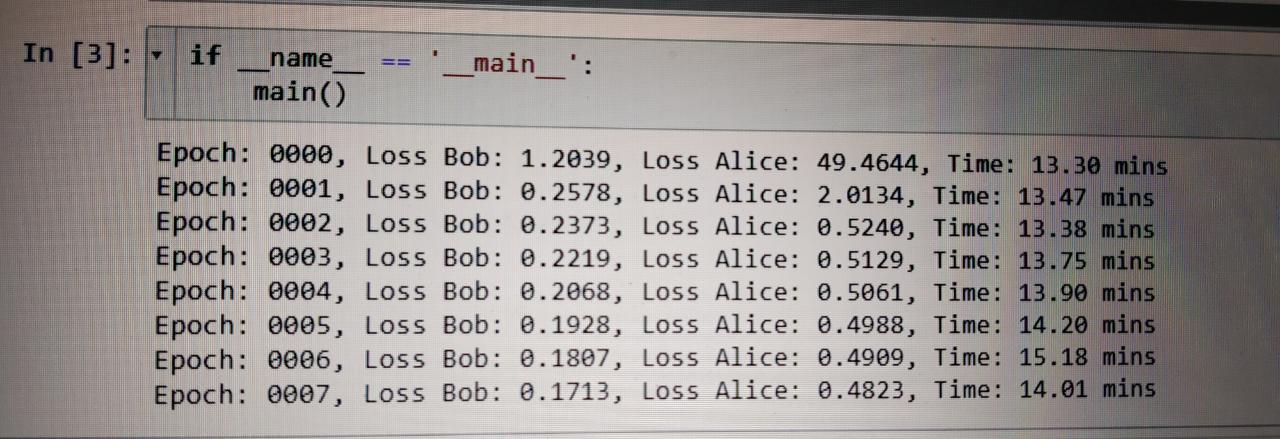 In [3]: if __name__ == '__main__':
main()
Epoch: 0000, Loss Bob: 1.2039, Loss Alice: 49.4644, Time: 13.30 mins
Epoch: 0001, Loss Bob: 0.2578, Loss Alice: 2.0134, Time: 13.47 mins
Epoch: 0002, Loss Bob: 0.2373, Loss Alice: 0.5240, Time: 13.38 mins
Epoch: 0003, Loss Bob: 0.2219, Loss Alice: 0.5129, Time: 13.75 mins
Epoch: 0004, Loss Bob: 0.2068, Loss Alice: 0.5061, Time: 13.90 mins
Epoch: 0005, Loss Bob: 0.1928, Loss Alice: 0.4988, Time: 14.20 mins
Epoch: 0006, Loss Bob: 0.1807, Loss Alice: 0.4909, Time: 15.18 mins
Epoch: 0007, Loss Bob: 0.1713, Loss Alice: 0.4823, Time: 14.01 mins